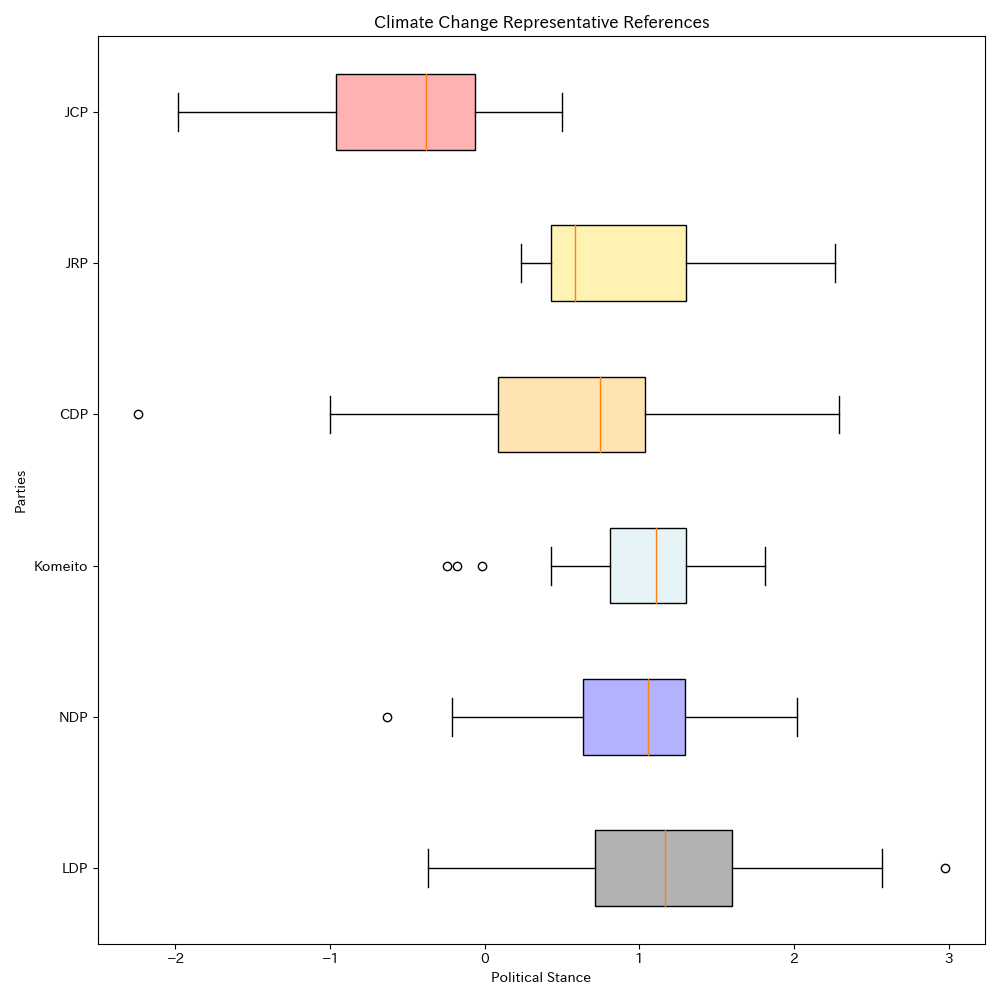 Climate Change Representative References
JCP
JRP
CDP
Komeito
NDP
LDP
Parties
−2
−1
0
1
2
3
Political Stance